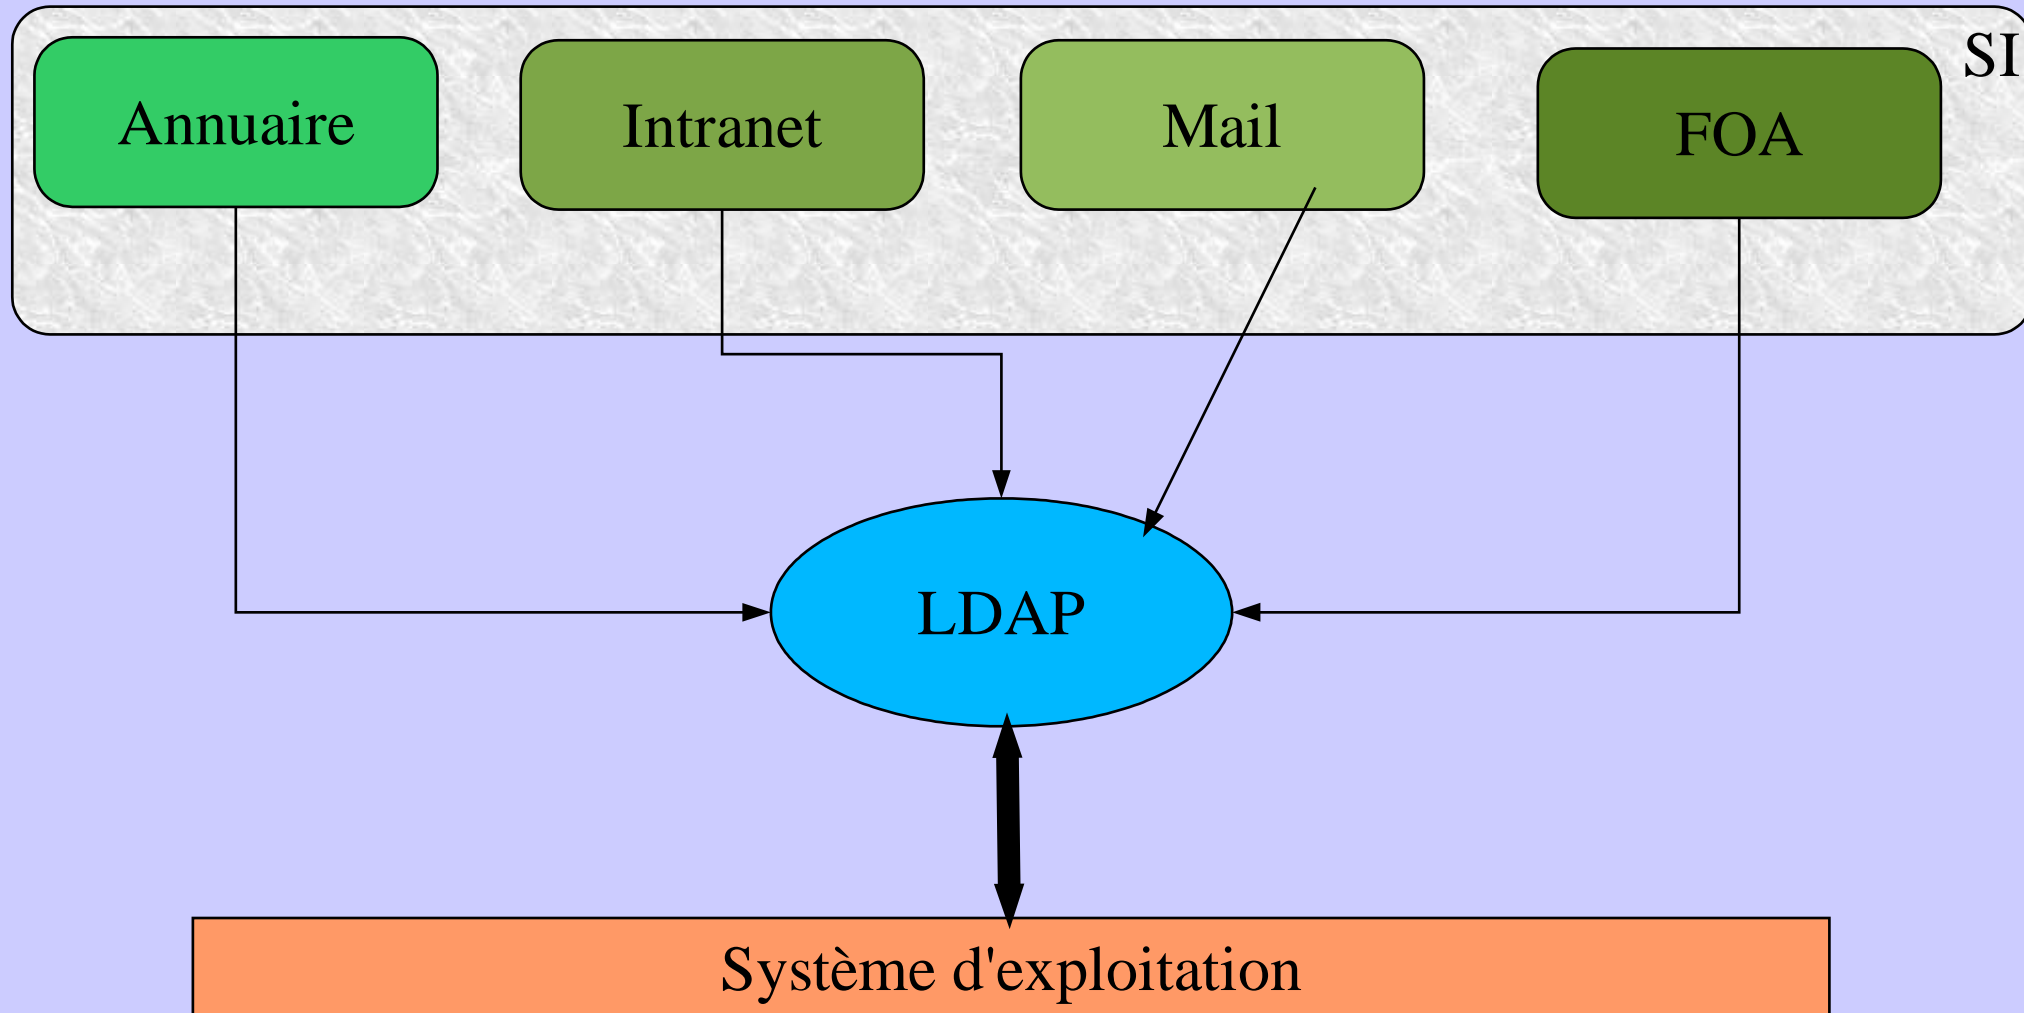 SI
Annuaire
Intranet
Mail
FOA
LDAP
Système d'exploitation